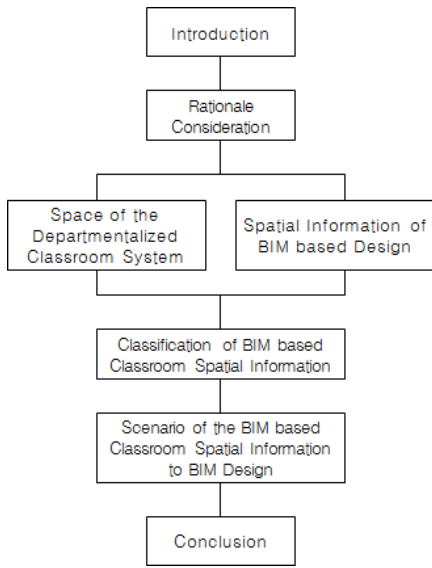 Introduction
Rationale
Consideration
Space of the
Departmentalized
Classroom System
Spatial Information of
BIM based Design
Classification of BIM based
Classroom Spatial Information
Scenario of the BIM based
Classroom Spatial Information
to BIM Design
Conclusion